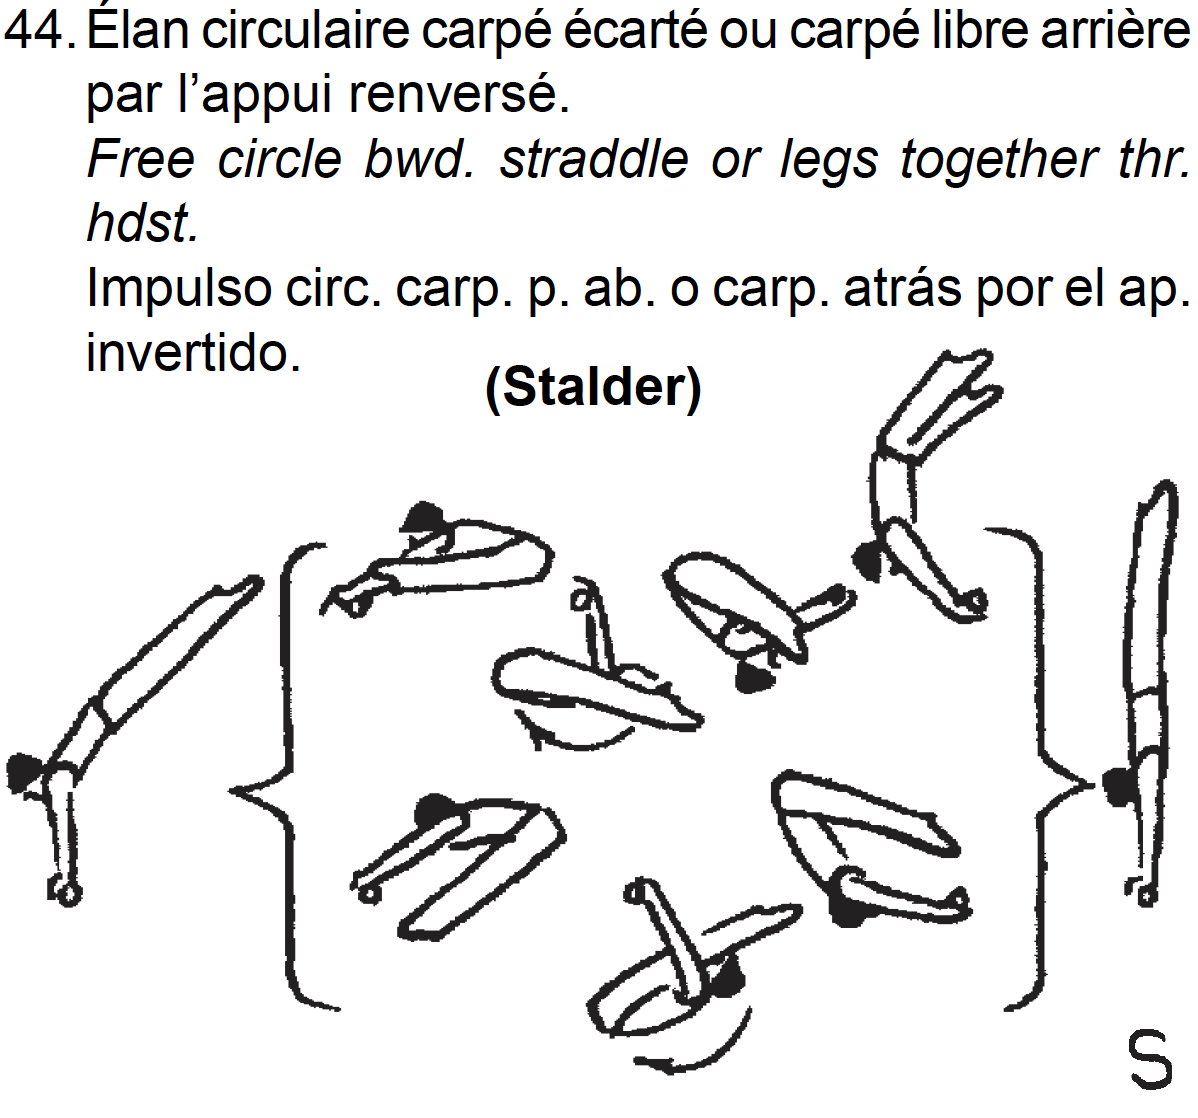 44. Élan circulaire carpé écarté ou carpé libre arrière
par l’appui renversé.
Free circle bwd. straddle or legs together thr.
hdst.
Impulso circ. carp. p. ab. o carp. atrás por el ap.
invertido.
(Stalder)
S